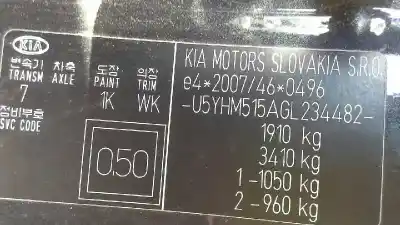 KIA
변속기 차축 도장 의장
TRANSM AXLE PAINT TRIM
7 1K WK
정비부호
SVC CODE
0.50
KIA MOTORS SLOVAKIA S.R.O.
e4*2007/46*0496
-U5YHM515AGL234482-
1910 kg
3410 kg
1 -1050 kg
2 -960 kg